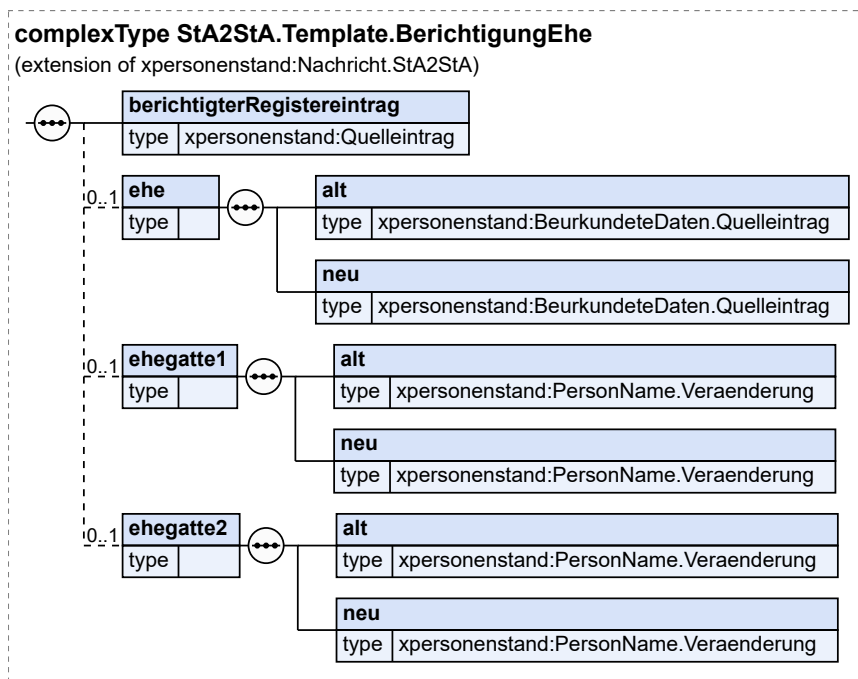 complexType StA2StA.Template.BerichtigungEhe
(extension of xpersonenstand:Nachricht.StA2StA)
berichtigterRegistereintrag
type xpersonenstand:Quelleintrag
0..1
ehe
type
alt
type xpersonenstand:BeurkundeteDaten.Quelleintrag
neu
type xpersonenstand:BeurkundeteDaten.Quelleintrag
0..1
ehegatte1
type
alt
type xpersonenstand:PersonName.Veraenderung
neu
type xpersonenstand:PersonName.Veraenderung
0..1
ehegatte2
type
alt
type xpersonenstand:PersonName.Veraenderung
neu
type xpersonenstand:PersonName.Veraenderung